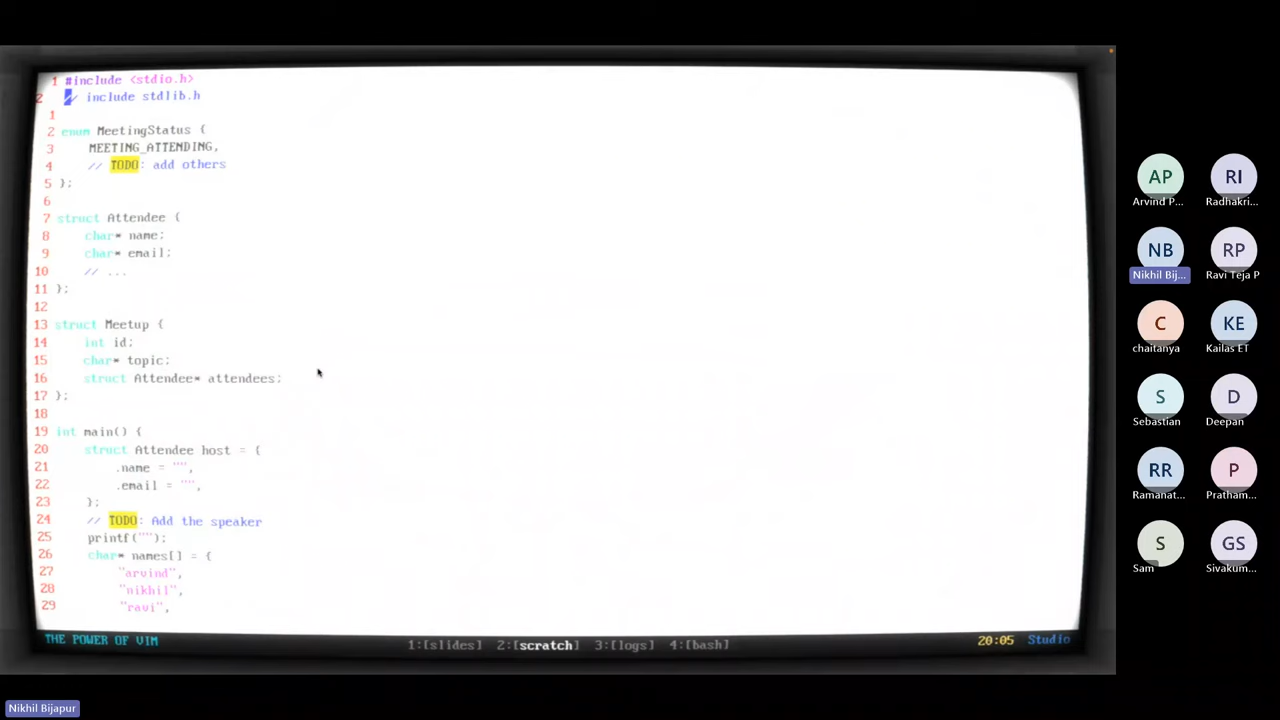 1 #include <stdio.h>
2 // include stdlib.h
1
2 enum MeetingStatus {
3 MEETING_ATTENDING,
4 // TODO: add others
5 };
6
7 struct Attendee {
8 char* name;
9 char* email;
10 // ...
11 };
12
13 struct Meetup {
14 int id;
15 char* topic;
16 struct Attendee* attendees;
17 };
18
19 int main() {
20 struct Attendee host = {
21 .name = "",
22 .email = "",
23 };
24 // TODO: Add the speaker
25 printf("");
26 char* names[] = {
27 "arvind",
28 "nikhil",
29 "ravi",
THE POWER OF VIM 1:[slides] 2:[scratch] 3:[logs] 4:[bash] 20:05 Studio
AP RI
Arvind P... Radhakri...
NB RP
Nikhil Bij... Ravi Teja P
C KE
chaitanya Kailas ET
S D
Sebastian Deepan
RR P
Ramanat... Pratham...
S GS
Sam Sivakum...
Nikhil Bijapur